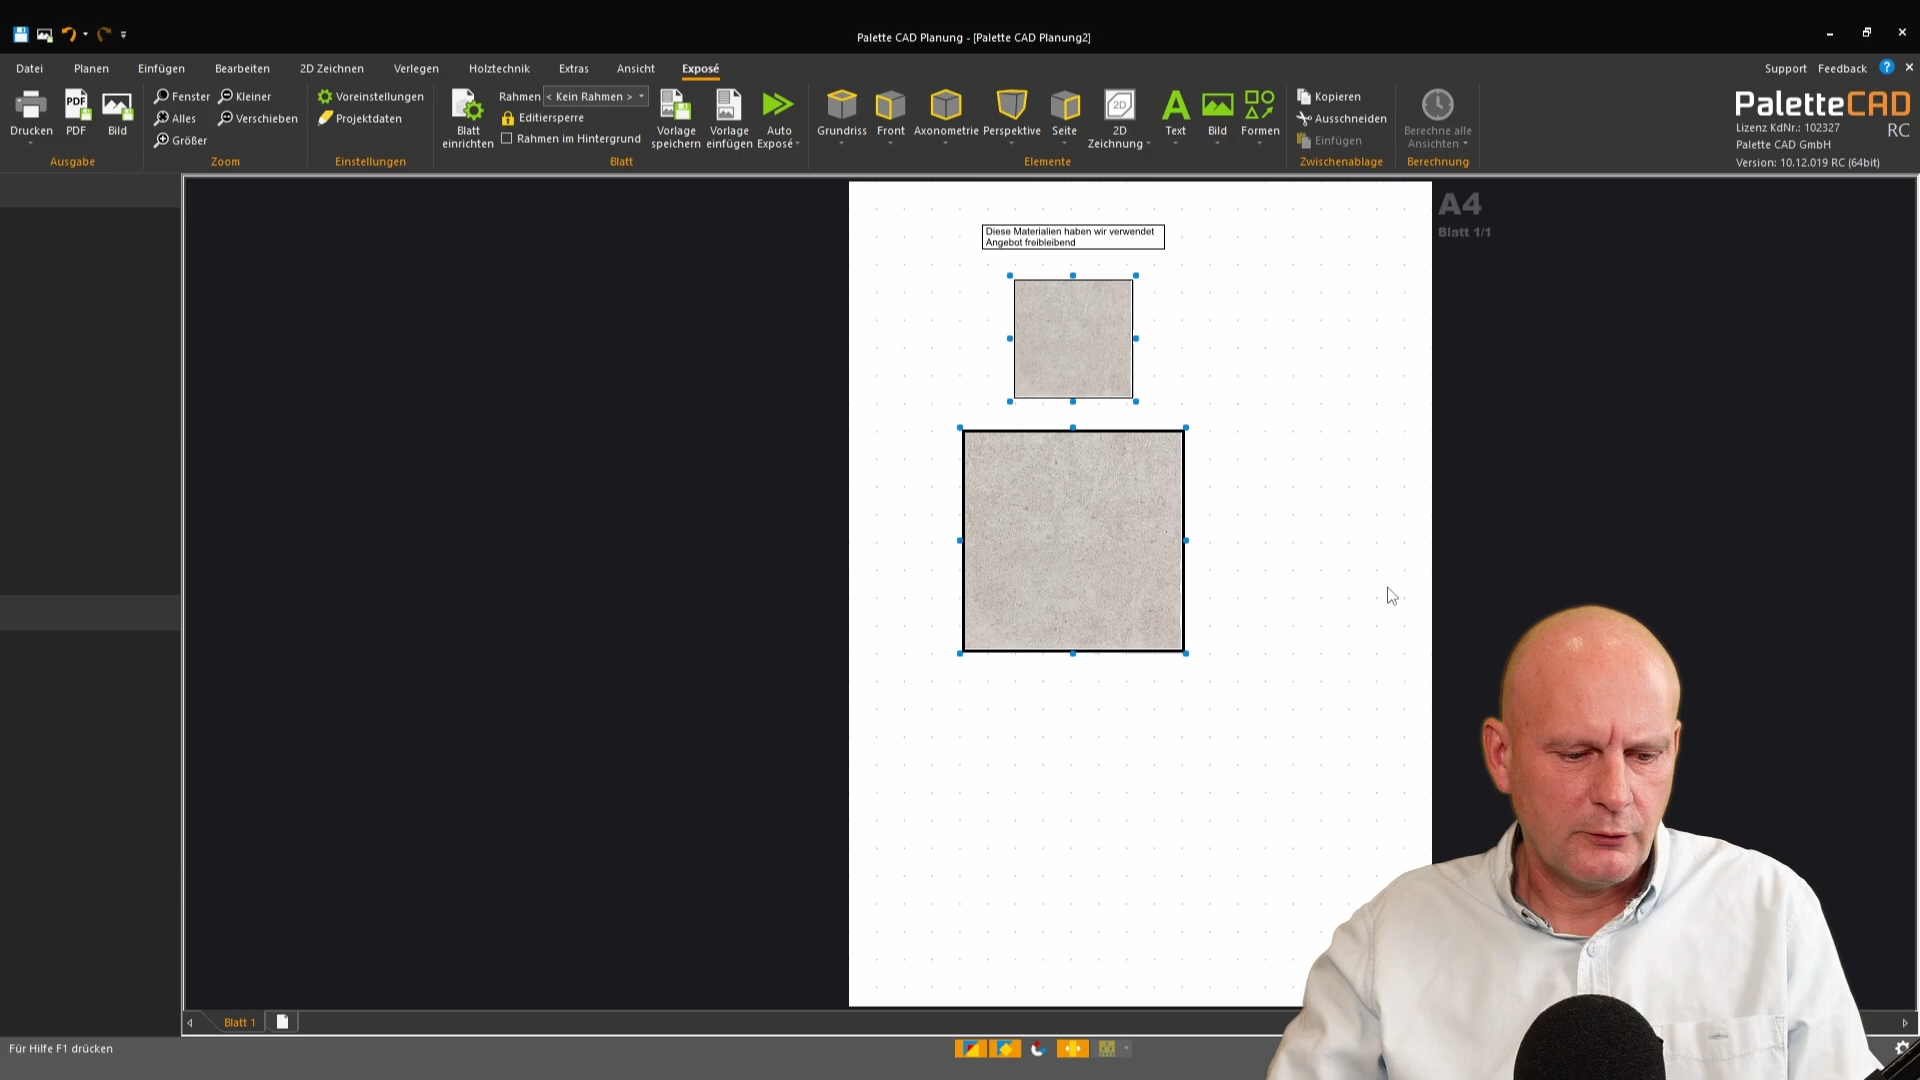 Palette CAD Planung - [Palette CAD Planung2]
Datei Planen Einfügen Bearbeiten 2D Zeichnen Verlegen Holztechnik Extras Ansicht Exposé
Support Feedback ?
Drucken
PDF
Bild
Ausgabe
Fenster Kleiner
Alles Verschieben
Größer
Zoom
Voreinstellungen
Projektdaten
Einstellungen
Blatt
einrichten
Rahmen < Kein Rahmen >
Editiersperre
Rahmen im Hintergrund
Vorlage
speichern
Vorlage
einfügen
Auto
Exposé
Blatt
Grundriss
Front
Axonometrie
Perspektive
Seite
2D
2D
Zeichnung
Text
Bild
Formen
Elemente
Kopieren
Ausschneiden
Einfügen
Zwischenablage
Berechne alle
Ansichten
Berechnung
PaletteCAD
RC
Lizenz KdNr.: 102327
Palette CAD GmbH
Version: 10.12.019 RC (64bit)
A4
Blatt 1/1
Diese Materialien haben wir verwendet
Angebot freibleibend
Blatt 1
Für Hilfe F1 drücken